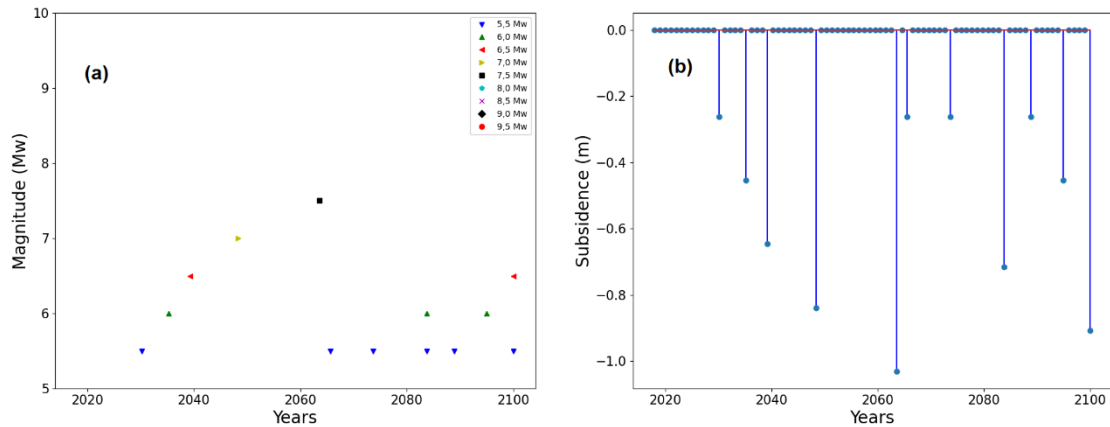 10
9
8
7
6
5
Magnitude (Mw)
(a)
5,5 Mw
6,0 Mw
6,5 Mw
7,0 Mw
7,5 Mw
8,0 Mw
8,5 Mw
9,0 Mw
9,5 Mw
2020 2040 2060 2080 2100
Years
0.0
−0.2
−0.4
−0.6
−0.8
−1.0
Subsidence (m)
(b)
2020 2040 2060 2080 2100
Years